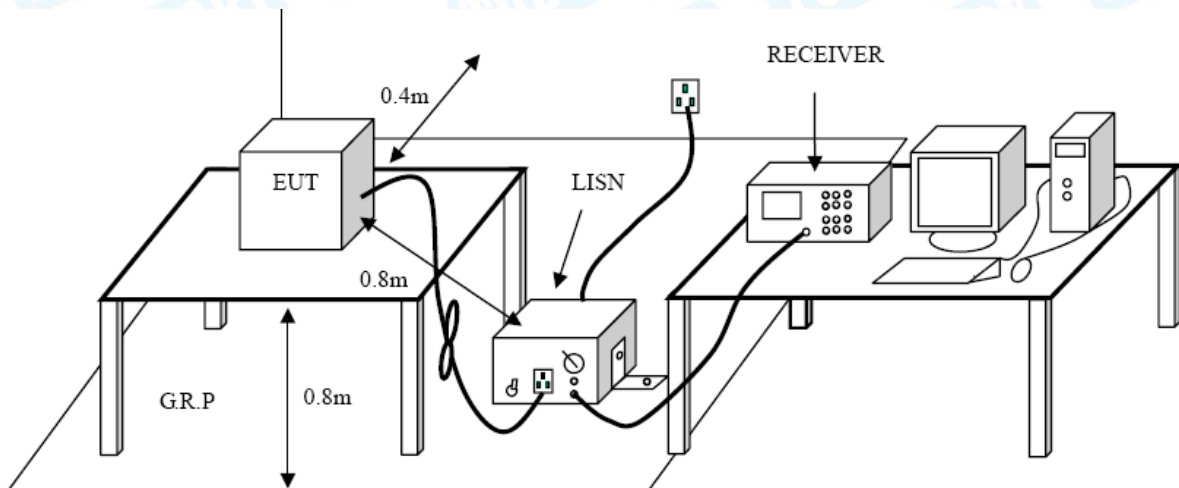 RECEIVER
0.4m
EUT
LISN
0.8m
G.R.P
0.8m